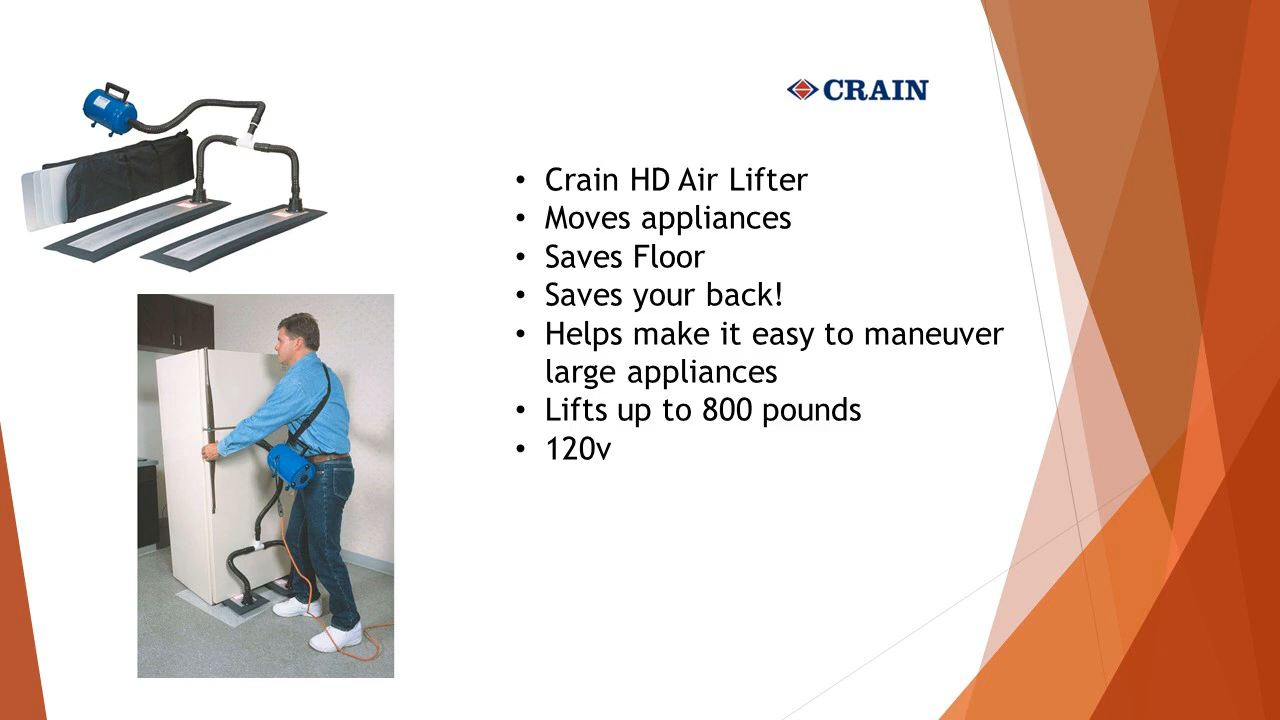 CRAIN
• Crain HD Air Lifter
• Moves appliances
• Saves Floor
• Saves your back!
• Helps make it easy to maneuver
large appliances
• Lifts up to 800 pounds
• 120v